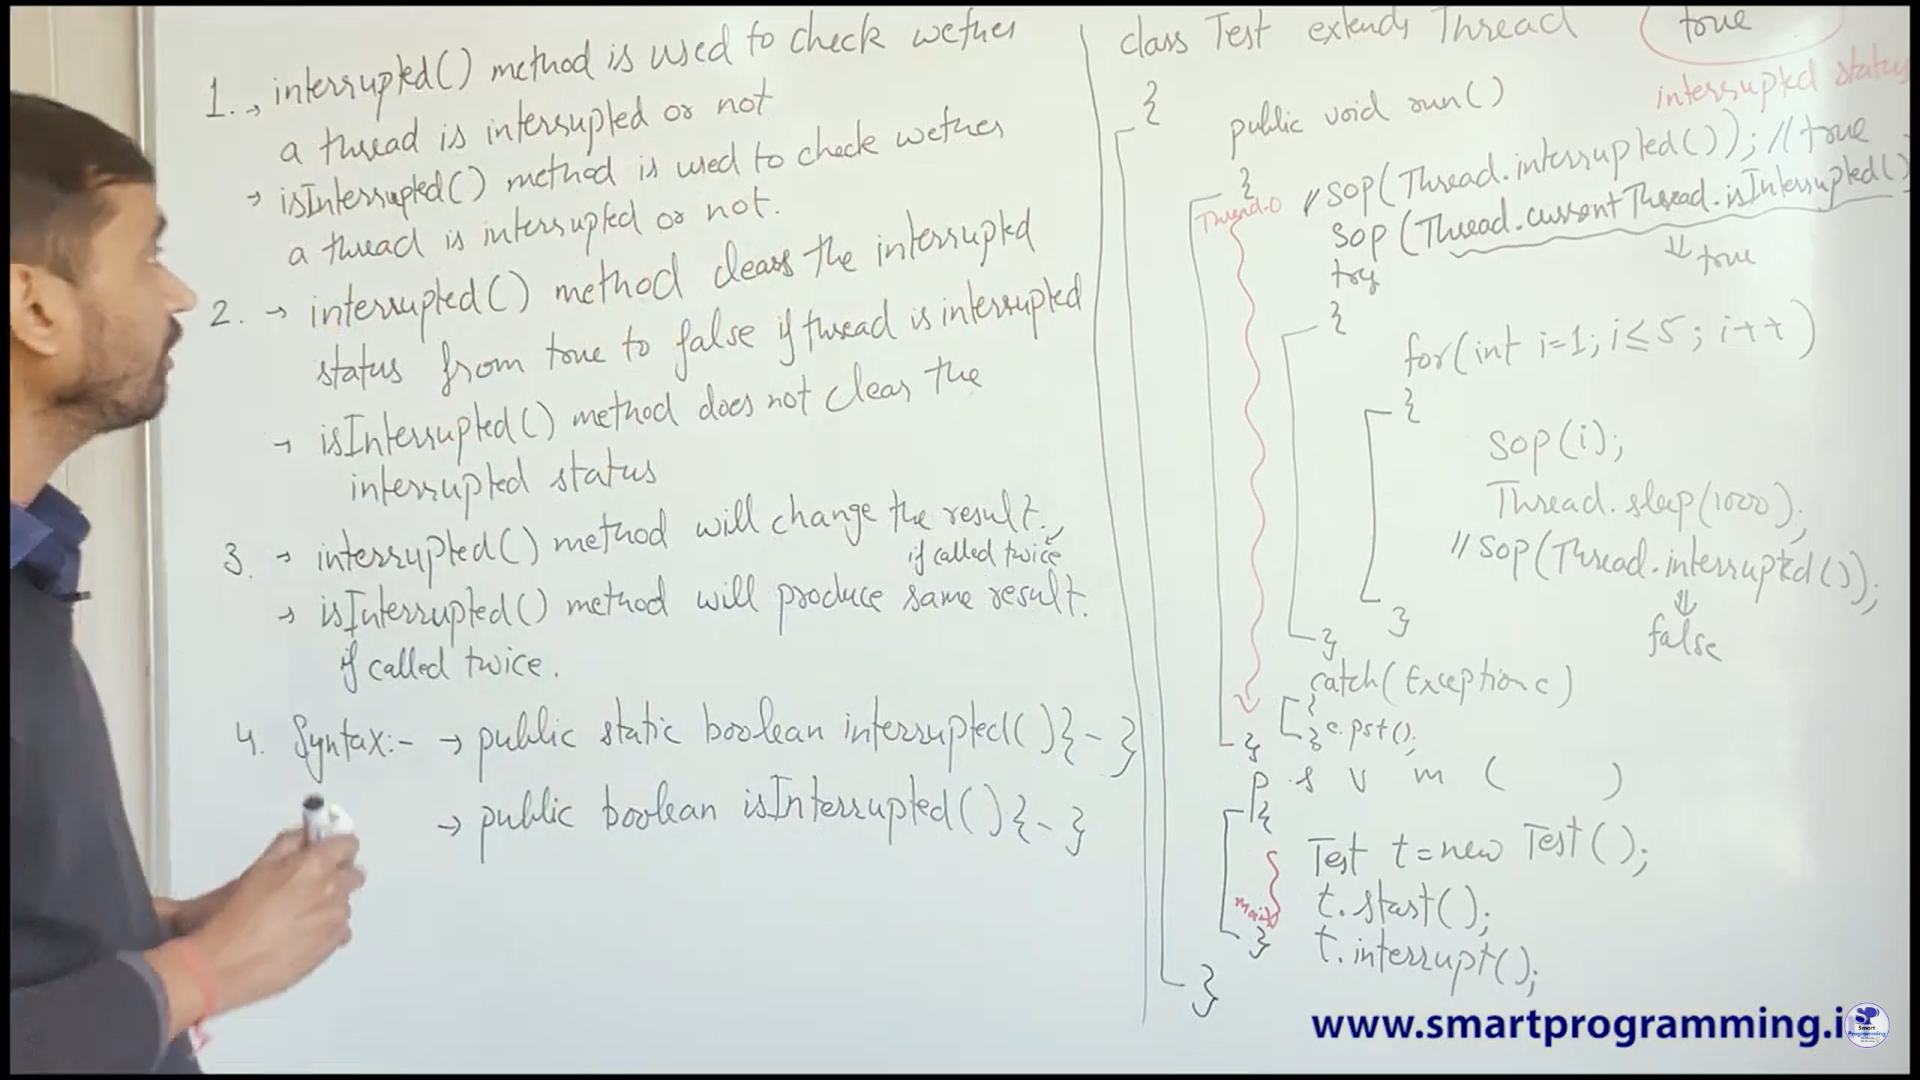 1. → interrupted() method is used to check wether
a thread is interrupted or not
→ isInterrupted() method is used to check wether
a thread is interrupted or not.
2. → interrupted() method clears the interrupted
status from true to false if thread is interrupted
→ isInterrupted() method does not clear the
interrupted status
3. → interrupted() method will change the result.
if called twice
→ isInterrupted() method will produce same result.
if called twice.
4. Syntax:- → public static boolean interrupted(){-}
→ public boolean isInterrupted(){-}
class Test extends Thread
true
interrupted status
{
public void run()
{
Thread-0
// SOP(Thread.interrupted()); // true
SOP(Thread.currentThread.isInterrupted()
⇓ true
try
{
for(int i=1; i≤5; i++)
{
SOP(i);
Thread.sleep(1000);
// SOP(Thread.interrupted());
⇓
false
}
}
catch(Exception e)
{
} e.pst();
}
p s v m ( )
{
Test t=new Test();
main
t.start();
t.interrupt();
}
}
www.smartprogramming.i
SP
Smart
Programming